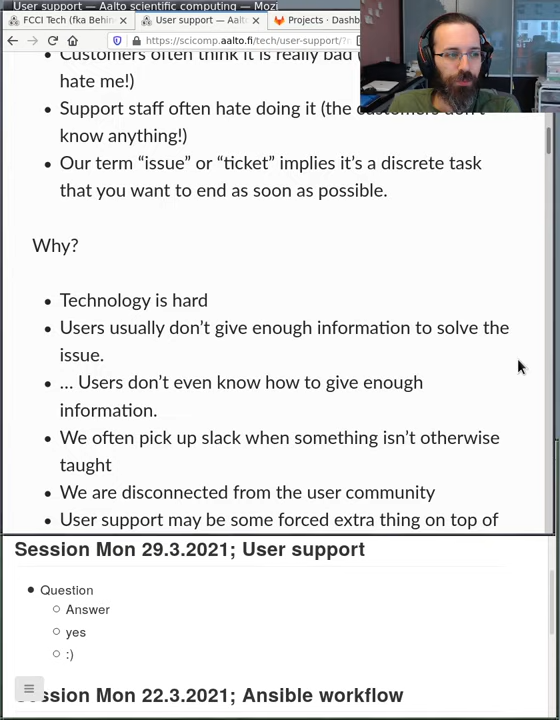 User support — Aalto scientific computing — Mozi
FCCI Tech (fka Behin
User support — Aalto
Projects · Dashb
https://scicomp.aalto.fi/tech/user-support/?
Customers often think it is really bad
hate me!)
Support staff often hate doing it (the customers don't
know anything!)
Our term “issue” or “ticket” implies it’s a discrete task
that you want to end as soon as possible.
Why?
Technology is hard
Users usually don’t give enough information to solve the
issue.
… Users don’t even know how to give enough
information.
We often pick up slack when something isn’t otherwise
taught
We are disconnected from the user community
User support may be some forced extra thing on top of
Session Mon 29.3.2021; User support
Question
Answer
yes
:)
ssion Mon 22.3.2021; Ansible workflow